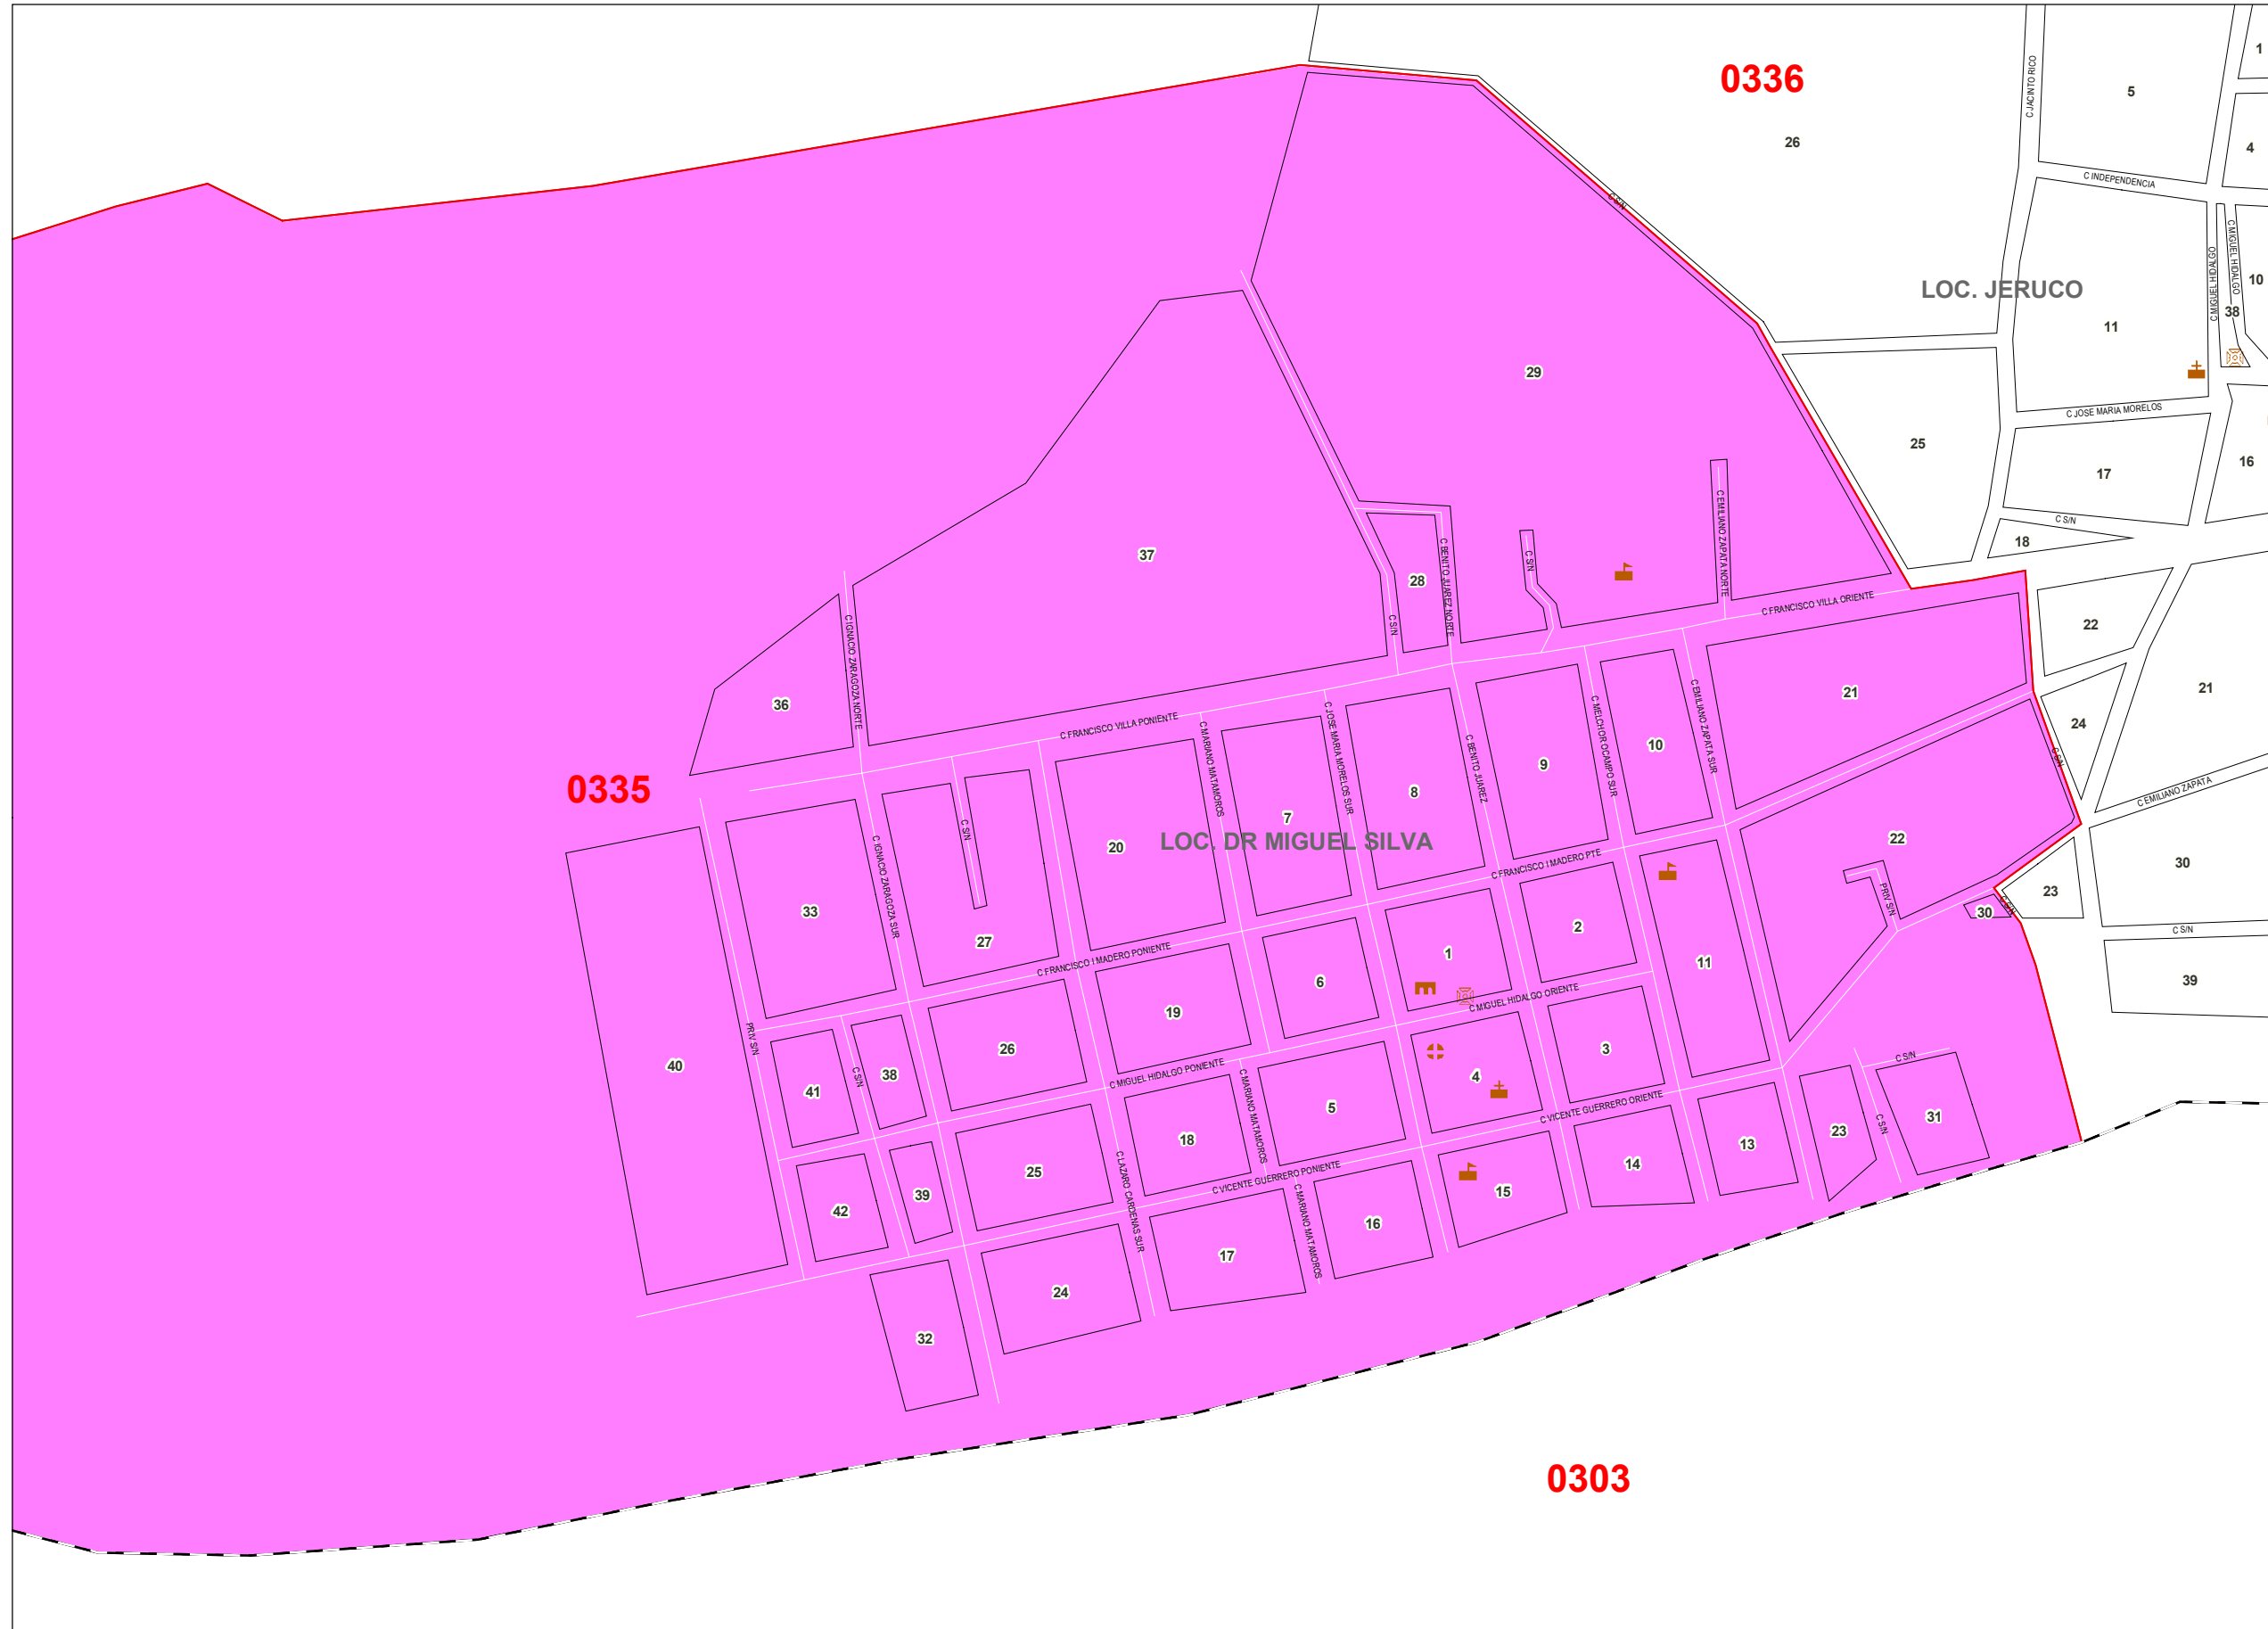 0336
1
5
26
4
C JACINTO RICO
C INDEPENDENCIA
C S/N
C MIGUEL HIDALGO
C MIGUEL HIDALGO
10
LOC. JERUCO
38
11
29
C JOSE MARIA MORELOS
25
17
16
C EMILIANO ZAPATA NORTE
C S/N
18
37
28
C BENITO JUAREZ NORTE
C S/N
C S/N
C FRANCISCO VILLA ORIENTE
22
C IGNACIO ZARAGOZA NORTE
36
21
21
24
C FRANCISCO VILLA PONIENTE
C MARIANO MATAMOROS
C JOSE MARIA MORELOS SUR
C BENITO JUAREZ
C MELCHOR OCAMPO SUR
C EMILIANO ZAPATA SUR
10
9
C S/N
0335
8
C EMILIANO ZAPATA
7
C S/N
20
LOC. DR MIGUEL SILVA
22
C IGNACIO ZARAGOZA SUR
C FRANCISCO I MADERO PTE
30
23
PRIV S/N
33
30
C S/N
2
27
1
C S/N
C FRANCISCO I MADERO PONIENTE
11
6
39
C MIGUEL HIDALGO ORIENTE
19
PRIV S/N
26
3
C S/N
40
C S/N
38
C MIGUEL HIDALGO PONIENTE
4
41
C MARIANO MATAMOROS
5
C VICENTE GUERRERO ORIENTE
31
C S/N
23
18
13
25
14
C VICENTE GUERRERO PONIENTE
39
15
C LAZARO CARDENAS SUR
C MARIANO MATAMOROS
42
16
17
24
32
0303